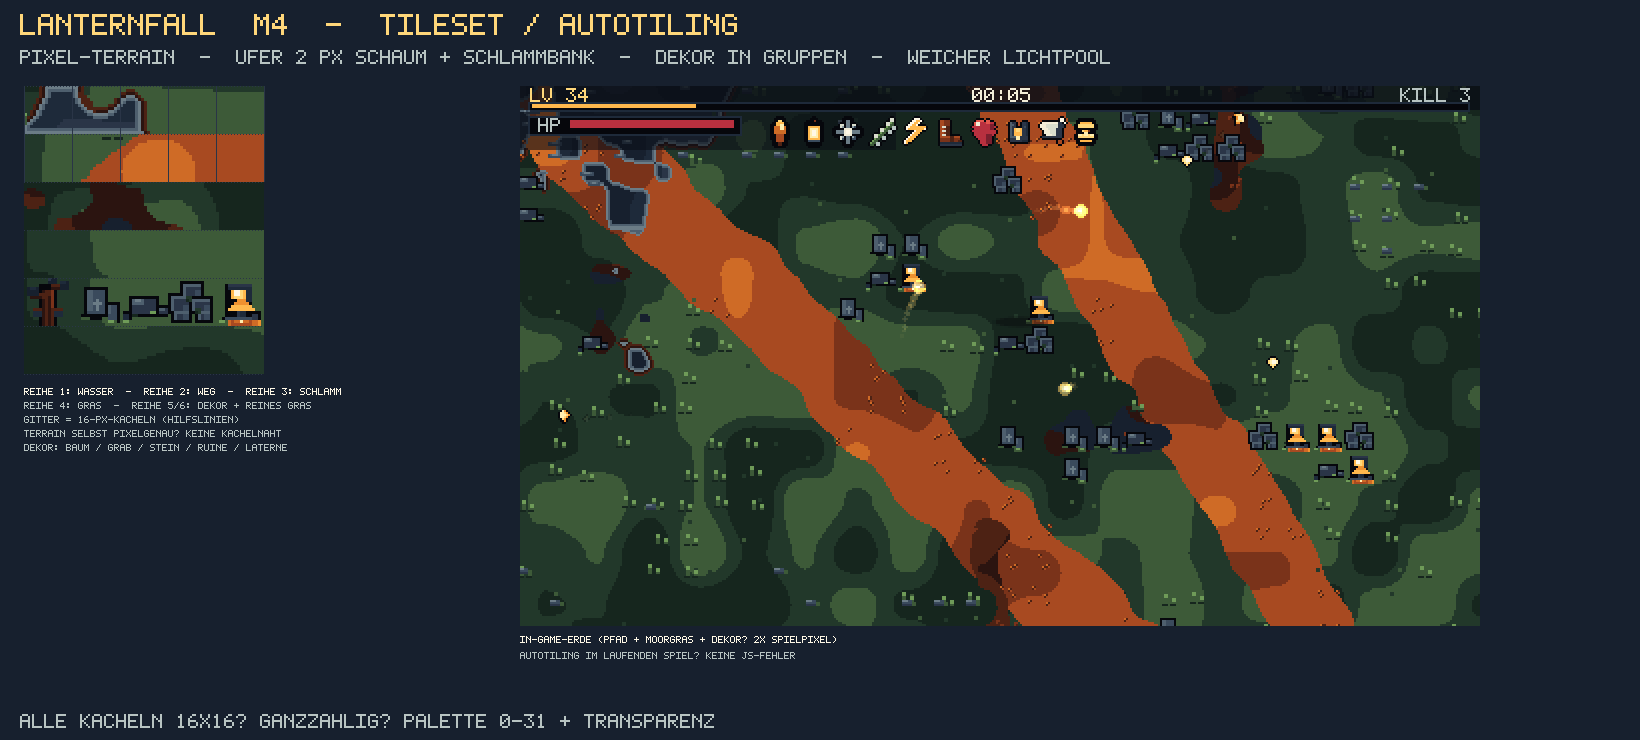 LANTERNFALL M4 – TILESET / AUTOTILING
PIXEL-TERRAIN – UFER 2 PX SCHAUM + SCHLAMMBANK – DEKOR IN GRUPPEN – WEICHER LICHTPOOL
LV 34
00:05
KILL 3
HP
REIHE 1: WASSER – REIHE 2: WEG – REIHE 3: SCHLAMM
REIHE 4: GRAS – REIHE 5/6: DEKOR + REINES GRAS
GITTER = 16-PX-KACHELN (HILFSLINIEN)
TERRAIN SELBST PIXELGENAU? KEINE KACHELNAHT
DEKOR: BAUM / GRAB / STEIN / RUINE / LATERNE
IN-GAME-ERDE (PFAD + MOORGRAS + DEKOR? 2X SPIELPIXEL)
AUTOTILING IM LAUFENDEN SPIEL? KEINE JS-FEHLER
ALLE KACHELN 16X16? GANZZAHLIG? PALETTE 0-31 + TRANSPARENZ